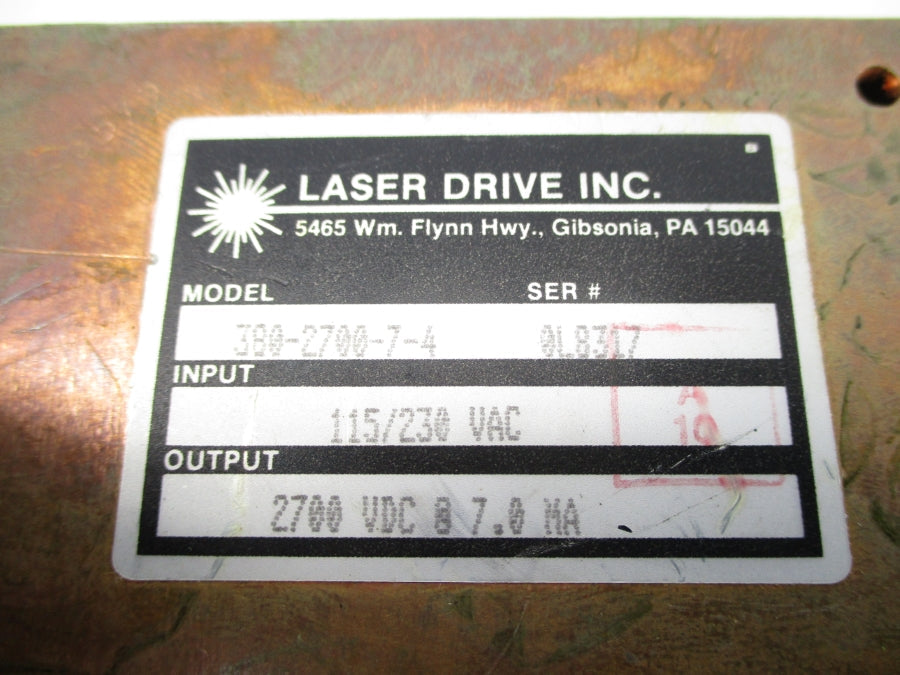 LASER DRIVE INC.
5465 Wm. Flynn Hwy., Gibsonia, PA 15044
MODEL SER #
380-2700-7-4 0L8317
INPUT
115/230 VAC
A
19
OUTPUT
2700 VDC @ 7.0 MA